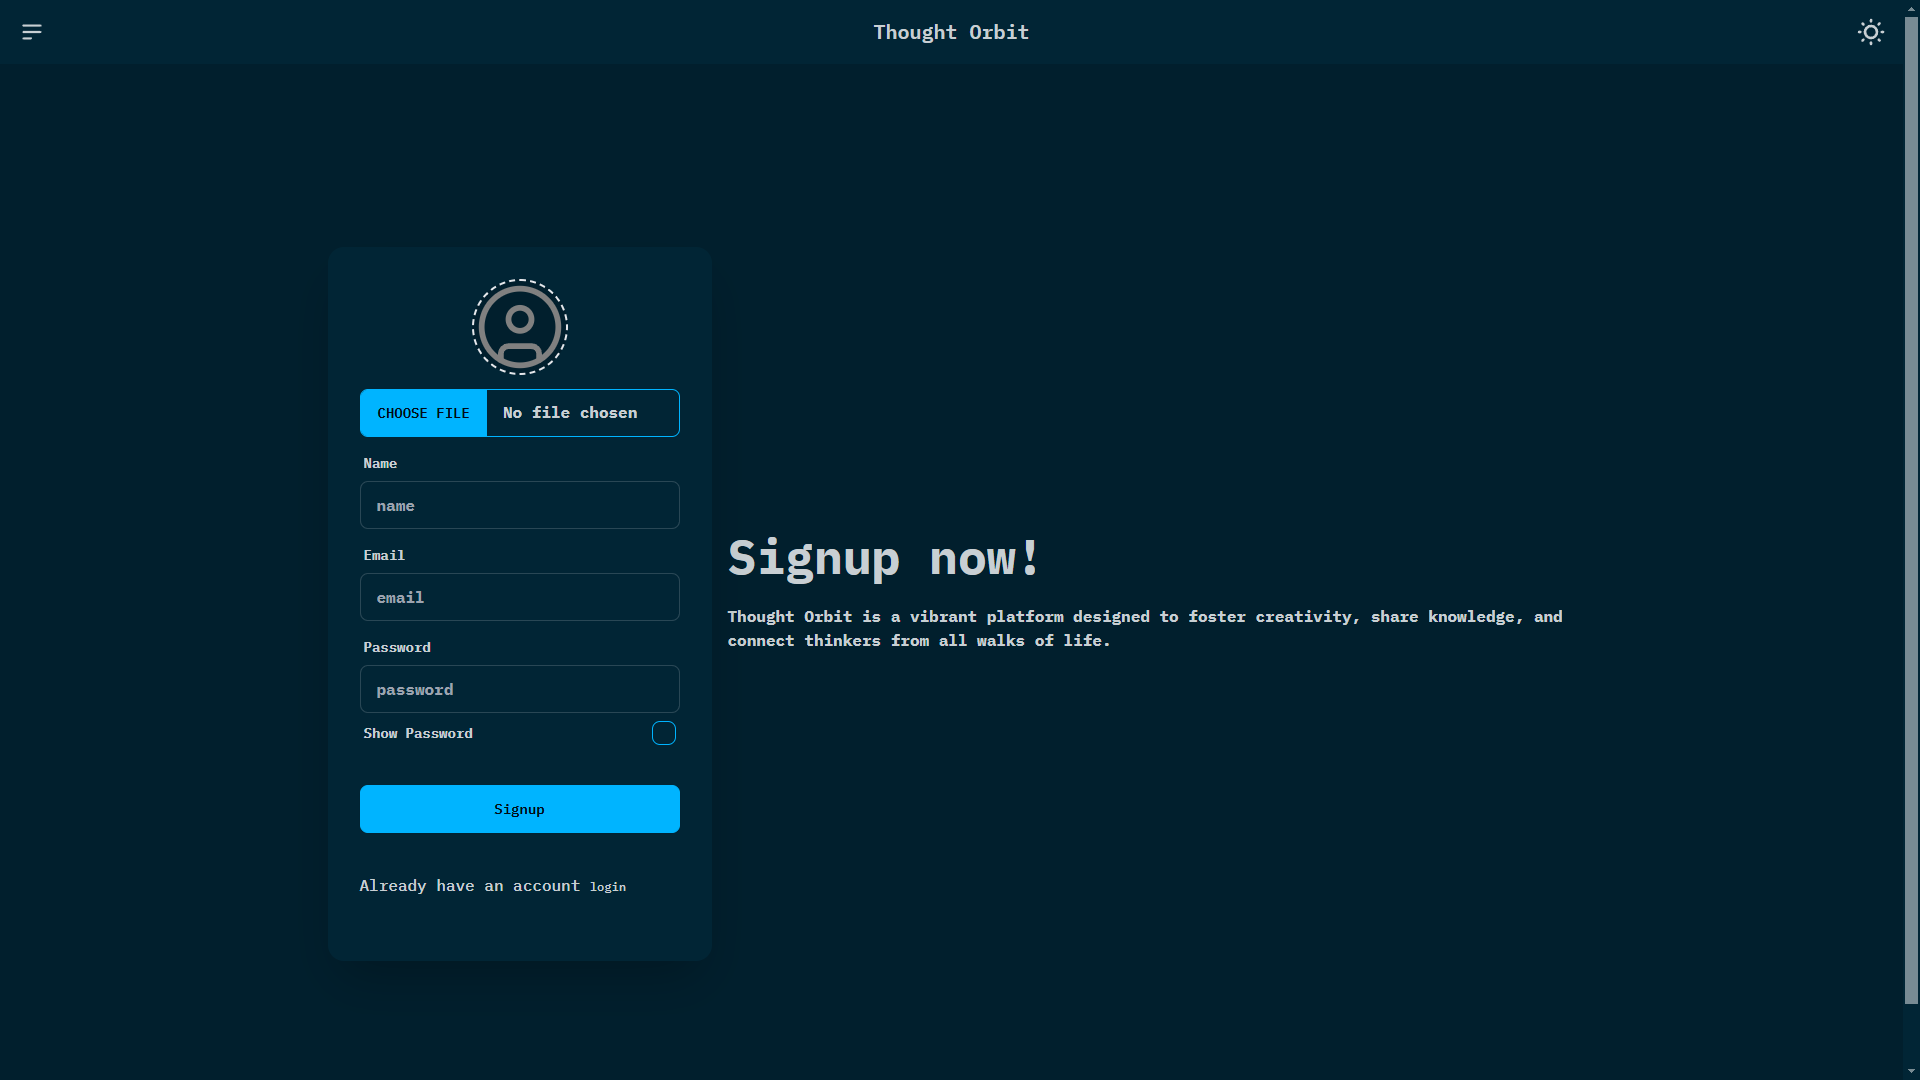 Thought Orbit
CHOOSE FILE No file chosen
Name
name
Email
email
Password
password
Show Password
Signup
Already have an account login
Signup now!
Thought Orbit is a vibrant platform designed to foster creativity, share knowledge, and
connect thinkers from all walks of life.